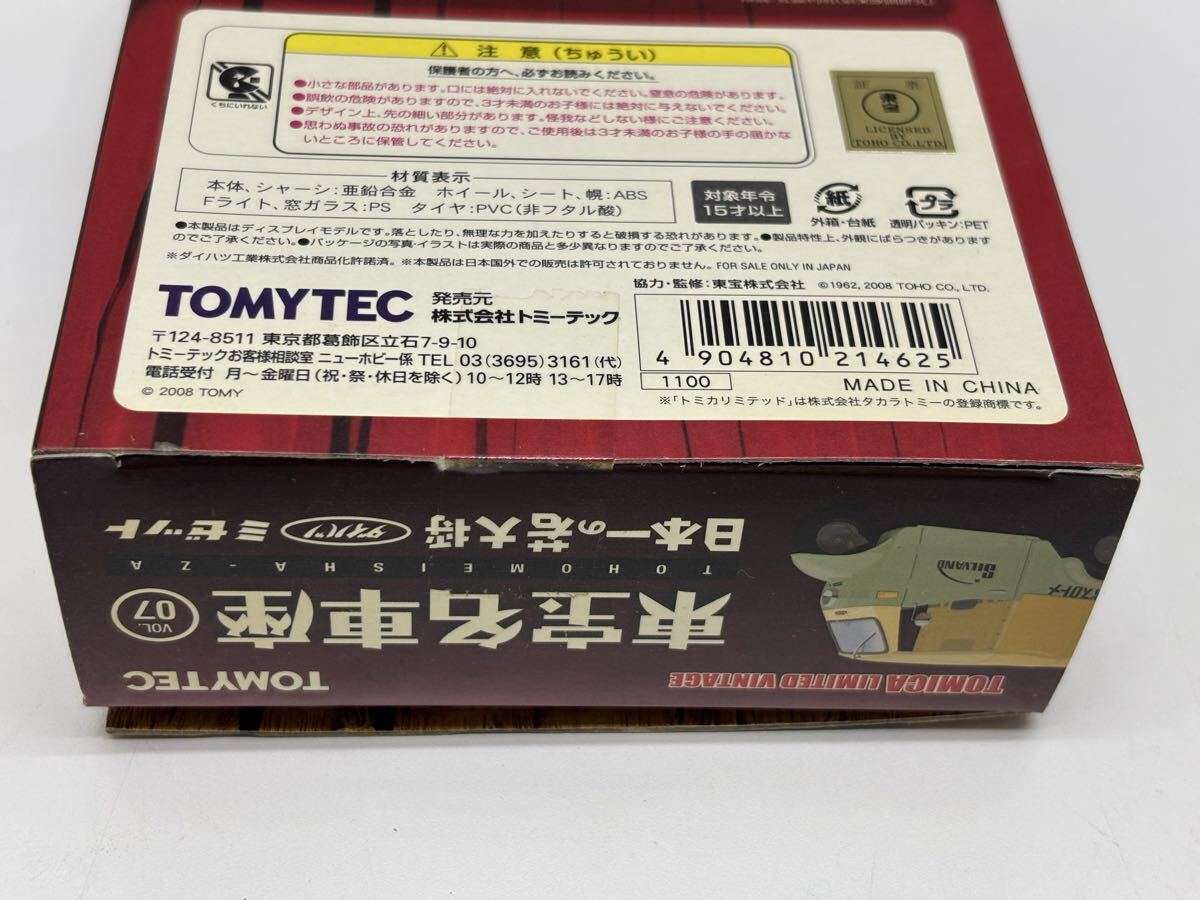 注意(ちゅうい)
保護者の方へ、必ずお読みください。
くちにいれない
●小さな部品があります。口には絶対に入れないでください。窒息の危険があります。
●誤飲の危険がありますので、3才未満のお子様には絶対に与えないでください。
●デザイン上、先の細い部分があります。怪我などしない様にご注意ください。
●思わぬ事故の恐れがありますので、ご使用後は3才未満のお子様の手の届かな
いところに保管してください。
証票
東宝
LICENSED
BY
TOHO CO., LTD.
材質表示
本体、シャーシ:亜鉛合金 ホイール、シート、幌:ABS
Fライト、窓ガラス:PS タイヤ:PVC(非フタル酸)
対象年令
15才以上
紙
外箱・台紙
プラ
透明パッキン:PET
●本製品はディスプレイモデルです。落としたり、無理な力を加えたりすると破損する恐れがあります。●製品特性上、外観にばらつきがあります
のでご了承ください。●パッケージの写真・イラストは実際の商品と多少異なりますのでご了承ください。
※ダイハツ工業株式会社商品化許諾済。※本製品は日本国外での販売は許可されておりません。FOR SALE ONLY IN JAPAN
TOMYTEC 発売元
株式会社トミーテック
〒124-8511 東京都葛飾区立石7-9-10
トミーテックお客様相談室 ニューホビー係 TEL 03(3695)3161(代)
電話受付 月~金曜日(祝・祭・休日を除く)10~12時 13~17時
© 2008 TOMY
協力・監修:東宝株式会社 ©1962, 2008 TOHO CO., LTD.
4 904810 214625
1100
MADE IN CHINA
※「トミカリミテッド」は株式会社タカラトミーの登録商標です。
TOMICA LIMITED VINTAGE
TOMYTEC
東宝名車座 VOL. 07
TOHOMEISHA-ZA
日本一の若大将 ダイハツ ミゼット